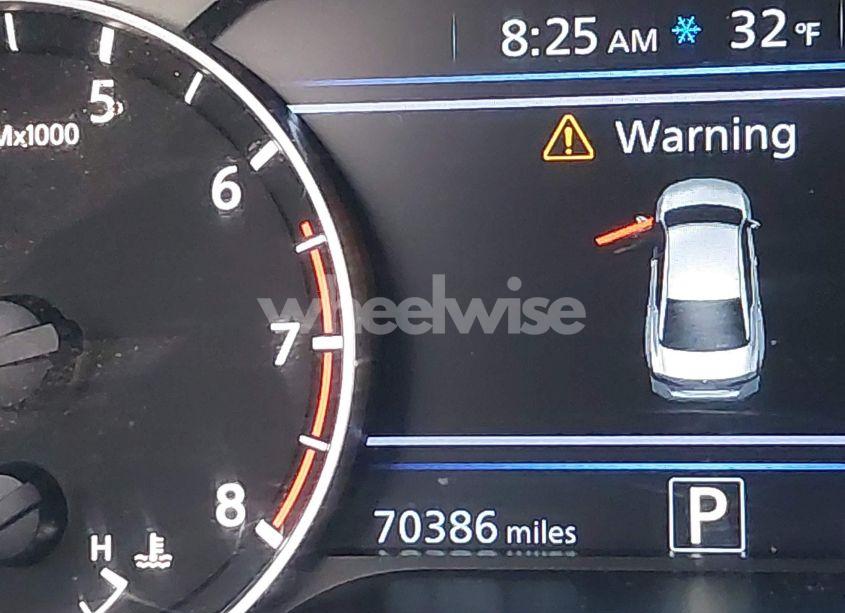 8:25 AM 32 °F
5
Mx1000
Warning
6
wheelwise
7
8
70386 miles
P
H